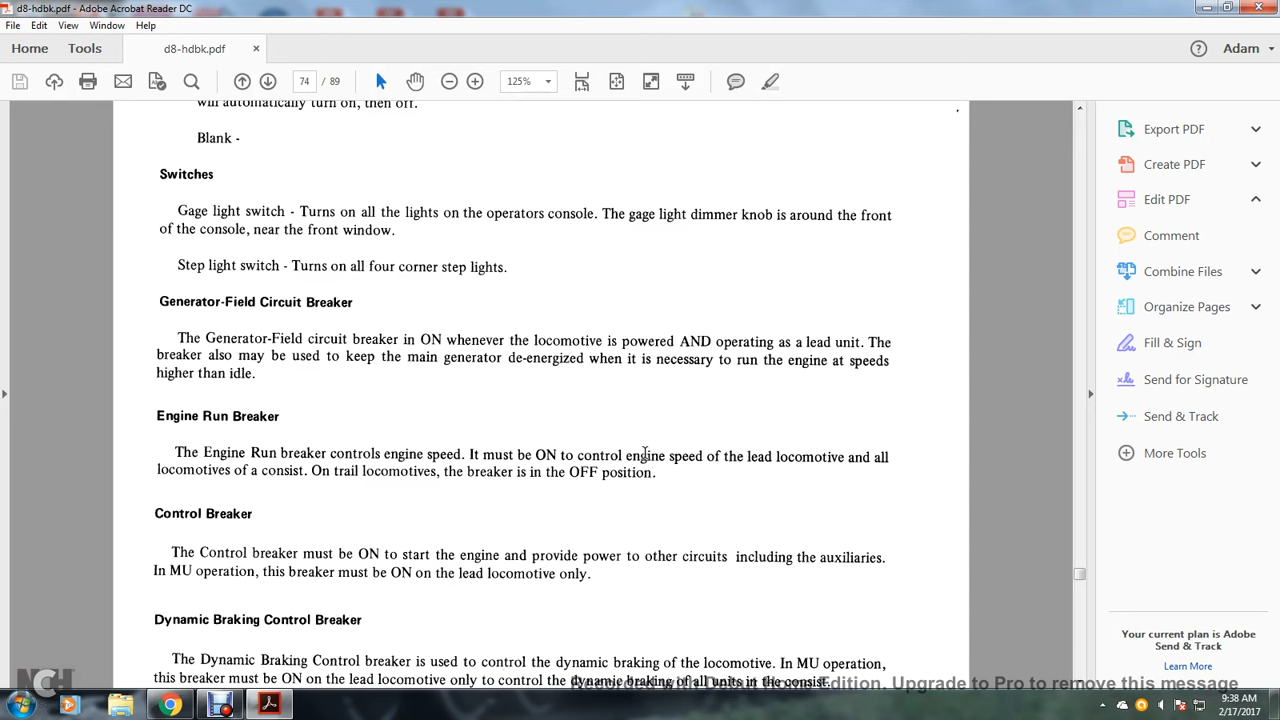 d8-hdbk.pdf - Adobe Acrobat Reader DC
File Edit View Window Help
Home Tools d8-hdbk.pdf × Adam
74 / 89 125%
will automatically turn on, then off.
Blank -
Switches
Gage light switch - Turns on all the lights on the operators console. The gage light dimmer knob is around the front
of the console, near the front window.
Step light switch - Turns on all four corner step lights.
Generator-Field Circuit Breaker
The Generator-Field circuit breaker in ON whenever the locomotive is powered AND operating as a lead unit. The
breaker also may be used to keep the main generator de-energized when it is necessary to run the engine at speeds
higher than idle.
Engine Run Breaker
The Engine Run breaker controls engine speed. It must be ON to control engine speed of the lead locomotive and all
locomotives of a consist. On trail locomotives, the breaker is in the OFF position.
Control Breaker
The Control breaker must be ON to start the engine and provide power to other circuits including the auxiliaries.
In MU operation, this breaker must be ON on the lead locomotive only.
Dynamic Braking Control Breaker
The Dynamic Braking Control breaker is used to control the dynamic braking of the locomotive. In MU operation,
this breaker must be ON on the lead locomotive only to control the dynamic braking of all units in the consist.
Export PDF
Create PDF
Edit PDF
Comment
Combine Files
Organize Pages
Fill & Sign
Send for Signature
Send & Track
More Tools
Your current plan is Adobe
Send & Track
Learn More
NCH
Edition. Upgrade to Pro to remove this message
9:38 AM
2/17/2017